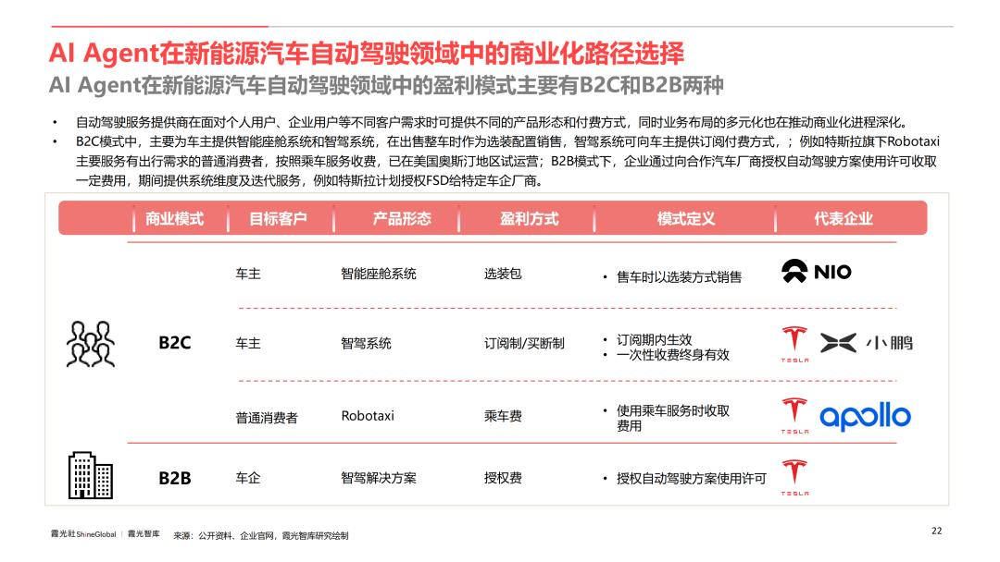 AI Agent在新能源汽车自动驾驶领域中的商业化路径选择
AI Agent在新能源汽车自动驾驶领域中的盈利模式主要有B2C和B2B两种
• 自动驾驶服务提供商在面对个人用户、企业用户等不同客户需求时可提供不同的产品形态和付费方式，同时业务布局的多元化也在推动商业化进程深化。
• B2C模式中，主要为车主提供智能座舱系统和智驾系统，在出售整车时作为选装配置销售，智驾系统可向车主提供订阅付费方式，；例如特斯拉旗下Robotaxi
主要服务有出行需求的普通消费者，按照乘车服务收费，已在美国奥斯汀地区试运营；B2B模式下，企业通过向合作汽车厂商授权自动驾驶方案使用许可收取
一定费用，期间提供系统维度及迭代服务，例如特斯拉计划授权FSD给特定车企厂商。
商业模式 目标客户 产品形态 盈利方式 模式定义 代表企业
车主 智能座舱系统 选装包 • 售车时以选装方式销售 NIO
B2C 车主 智驾系统 订阅制/买断制 • 订阅期内生效
• 一次性收费终身有效
TESLA 小鹏
普通消费者 Robotaxi 乘车费 • 使用乘车服务时收取
费用
TESLA apollo
B2B 车企 智驾解决方案 授权费 • 授权自动驾驶方案使用许可
TESLA
霞光社ShineGlobal | 霞光智库 来源：公开资料、企业官网，霞光智库研究绘制
22